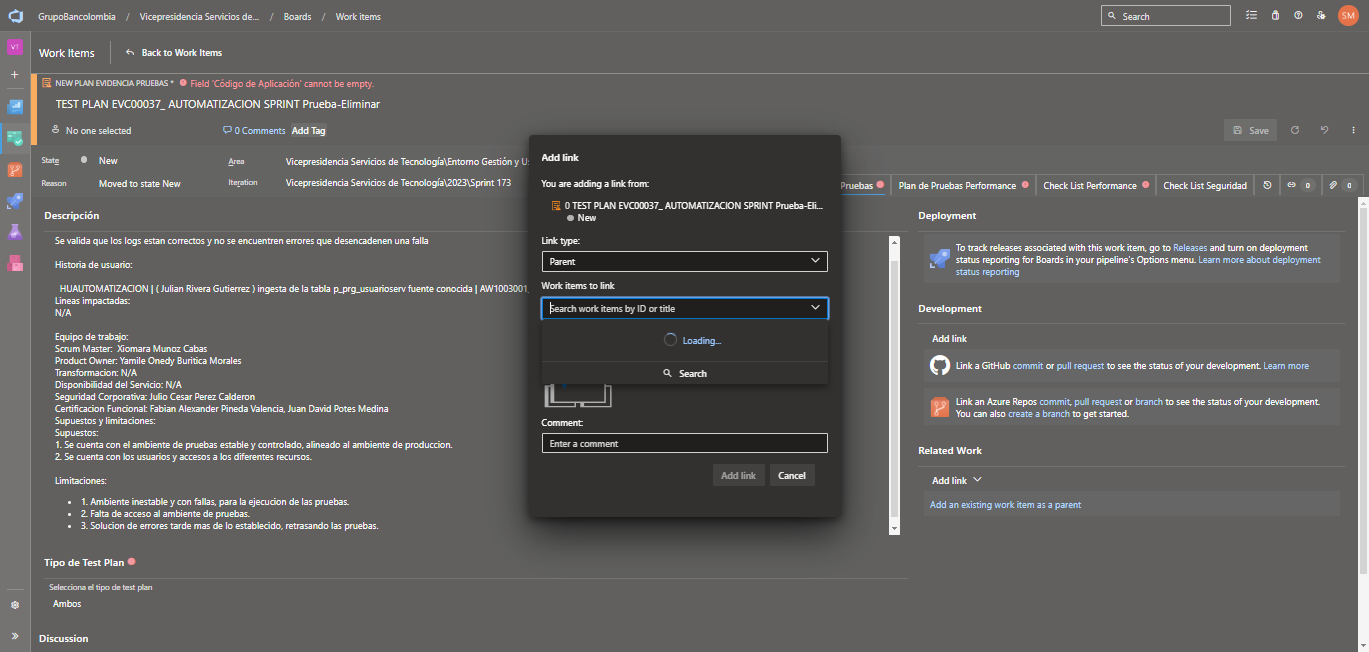 GrupoBancolombia / Vicepresidencia Servicios de... / Boards / Work items
Search
SM
VT
Work Items
Back to Work Items
NEW PLAN EVIDENCIA PRUEBAS * Field 'Código de Aplicación' cannot be empty.
TEST PLAN EVC00037_ AUTOMATIZACION SPRINT Prueba-Eliminar
No one selected
0 Comments
Add Tag
Save
State
New
Area
Vicepresidencia Servicios de Tecnología\Entorno Gestión y
Reason
Moved to state New
Iteration
Vicepresidencia Servicios de Tecnología\2023\Sprint 173
Pruebas
Plan de Pruebas Performance
Check List Performance
Check List Seguridad
0
0
Descripción
Se valida que los logs estan correctos y no se encuentren errores que desencadenen una falla
Historia de usuario:
HUAUTOMATIZACION | ( Julian Rivera Gutierrez ) ingesta de la tabla p_prg_usuarioserv fuente conocida | AW1003001_
Lineas impactadas:
N/A
Equipo de trabajo:
Scrum Master: Xiomara Munoz Cabas
Product Owner: Yamile Onedy Buritica Morales
Transformacion: N/A
Disponibilidad del Servicio: N/A
Seguridad Corporativa: Julio Cesar Perez Calderon
Certification Funcional: Fabian Alexander Pineda Valencia, Juan David Potes Medina
Supuestos y limitaciones:
Supuestos:
1. Se cuenta con el ambiente de pruebas estable y controlado, alineado al ambiente de produccion.
2. Se cuenta con los usuarios y accesos a los diferentes recursos.
Limitaciones:
• 1. Ambiente inestable y con fallas, para la ejecucion de las pruebas.
• 2. Falta de acceso al ambiente de pruebas.
• 3. Solucion de errores tarde mas de lo establecido, retrasando las pruebas.
Tipo de Test Plan
Selecciona el tipo de test plan
Ambos
Discussion
Add link
You are adding a link from:
0 TEST PLAN EVC00037_ AUTOMATIZACION SPRINT Prueba-Eli...
New
Link type:
Parent
Work items to link
Search work items by ID or title
Loading...
Search
Comment:
Enter a comment
Add link
Cancel
Deployment
To track releases associated with this work item, go to Releases and turn on deployment
status reporting for Boards in your pipeline's Options menu. Learn more about deployment
status reporting
Development
Add link
Link a GitHub commit or pull request to see the status of your development. Learn more
Link an Azure Repos commit, pull request or branch to see the status of your development.
You can also create a branch to get started.
Related Work
Add link
Add an existing work item as a parent